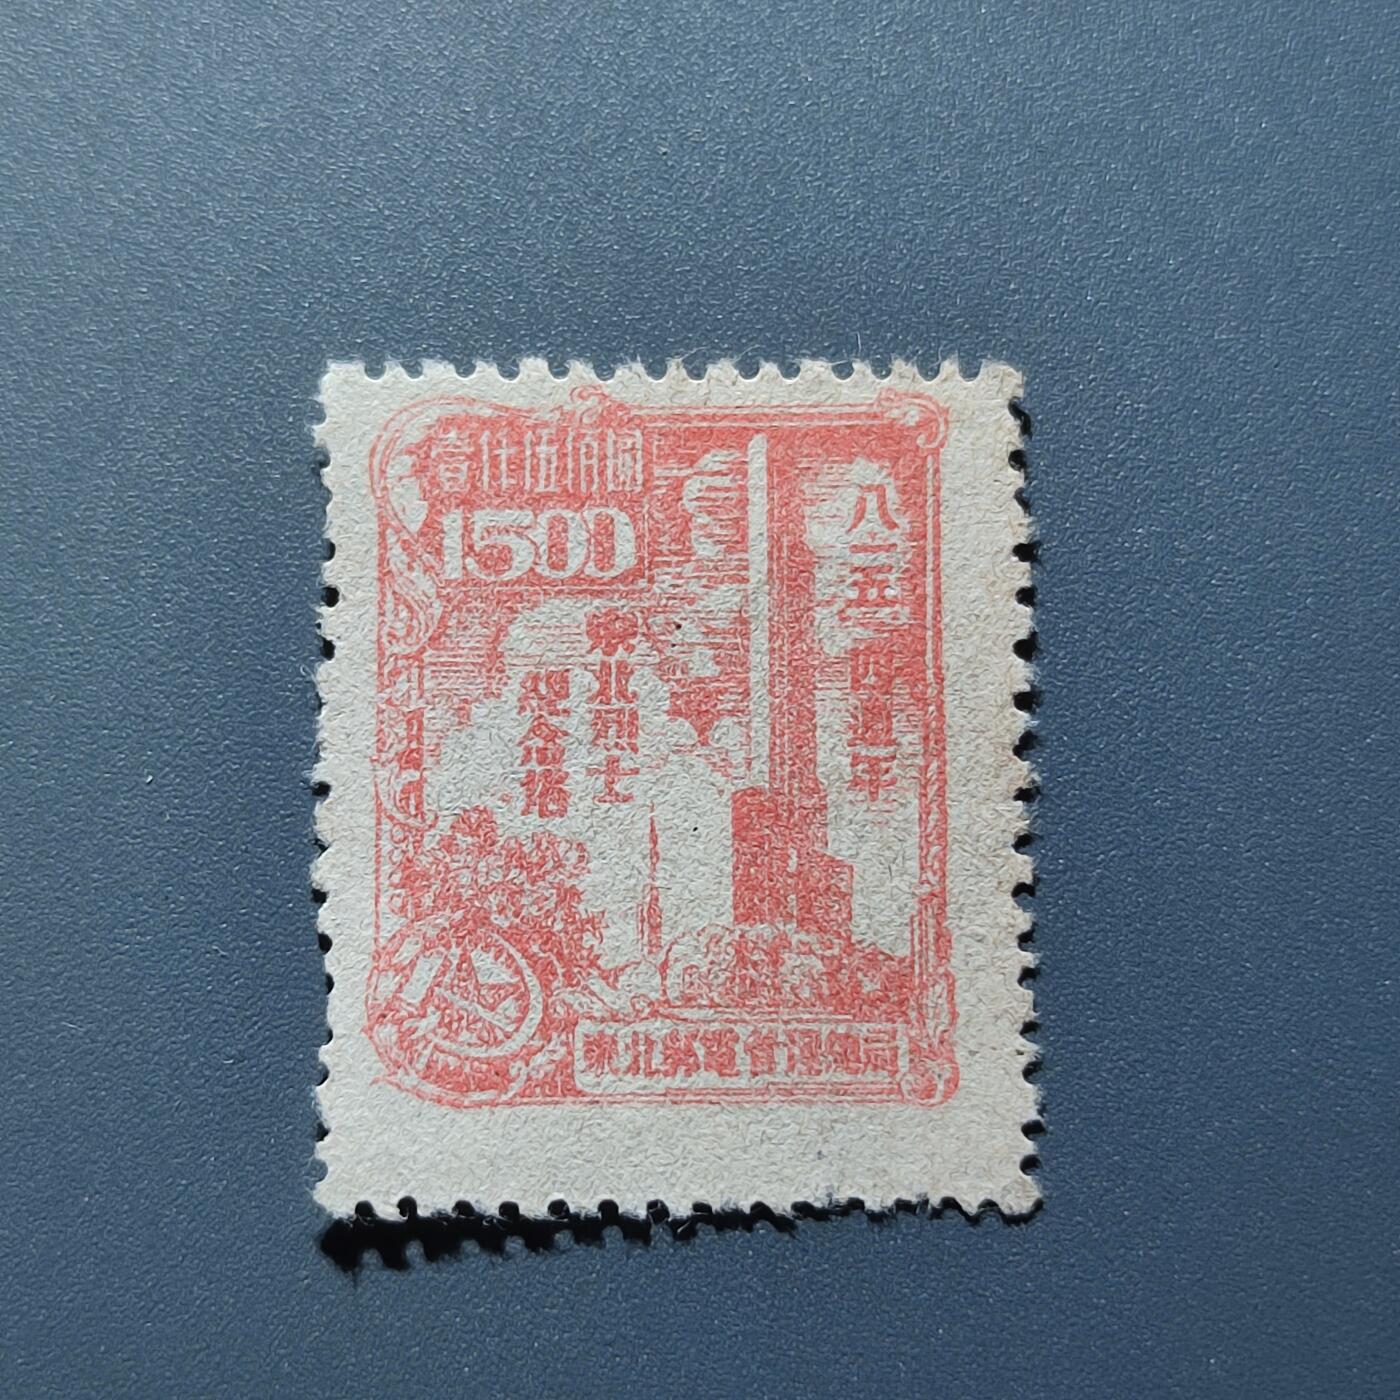 壹仟伍佰圓
1500
八一五四週年
東北烈士
紀念塔
東北郵電管理總局